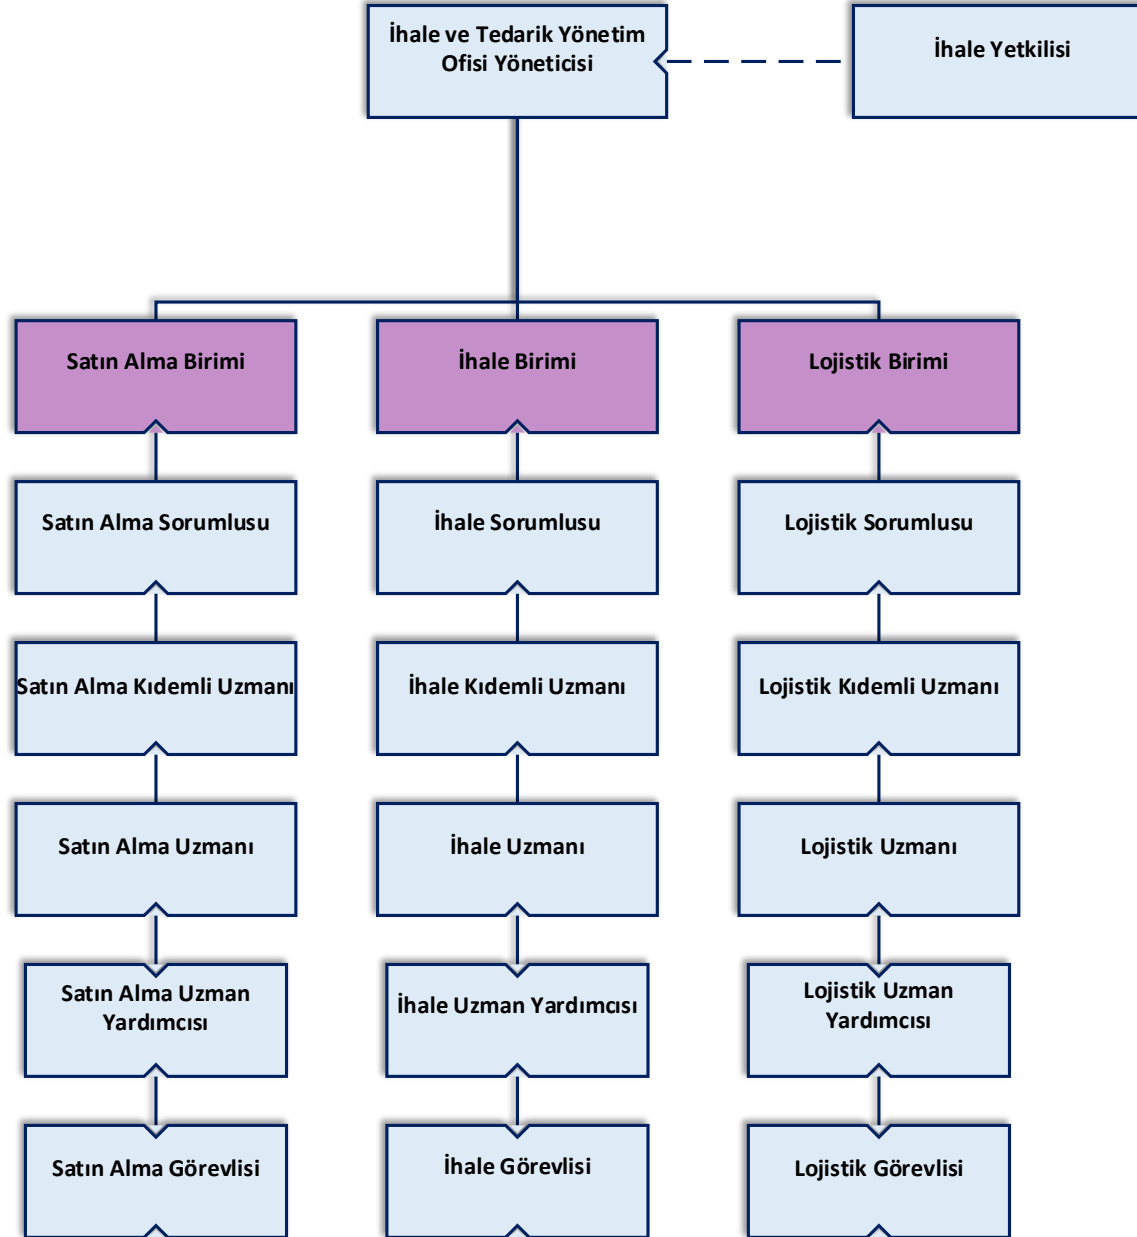 İhale ve Tedarik Yönetim
Ofisi Yöneticisi
İhale Yetkilisi
Satın Alma Birimi
İhale Birimi
Lojistik Birimi
Satın Alma Sorumlusu
İhale Sorumlusu
Lojistik Sorumlusu
Satın Alma Kıdemli Uzmanı
İhale Kıdemli Uzmanı
Lojistik Kıdemli Uzmanı
Satın Alma Uzmanı
İhale Uzmanı
Lojistik Uzmanı
Satın Alma Uzman
Yardımcısı
İhale Uzman Yardımcısı
Lojistik Uzman
Yardımcısı
Satın Alma Görevlisi
İhale Görevlisi
Lojistik Görevlisi